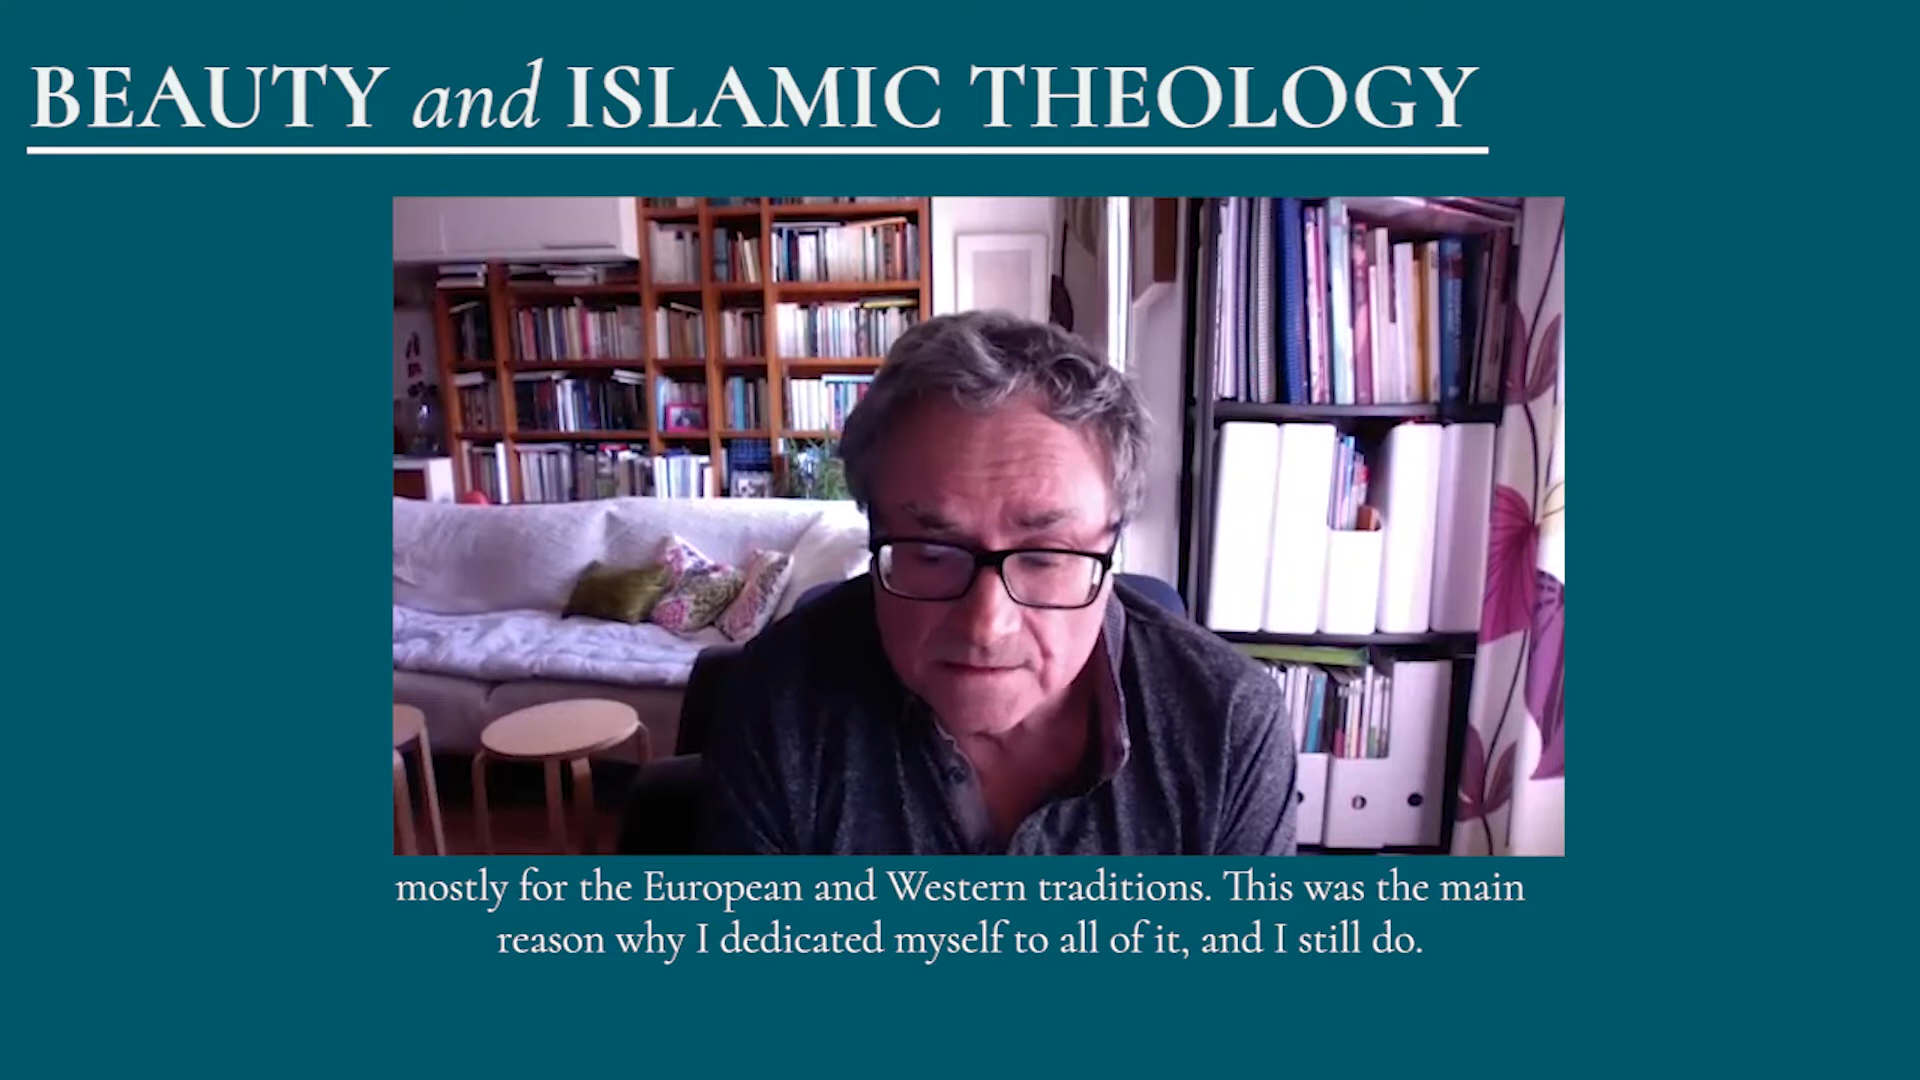 BEAUTY and ISLAMIC THEOLOGY
mostly for the European and Western traditions. This was the main
reason why I dedicated myself to all of it, and I still do.